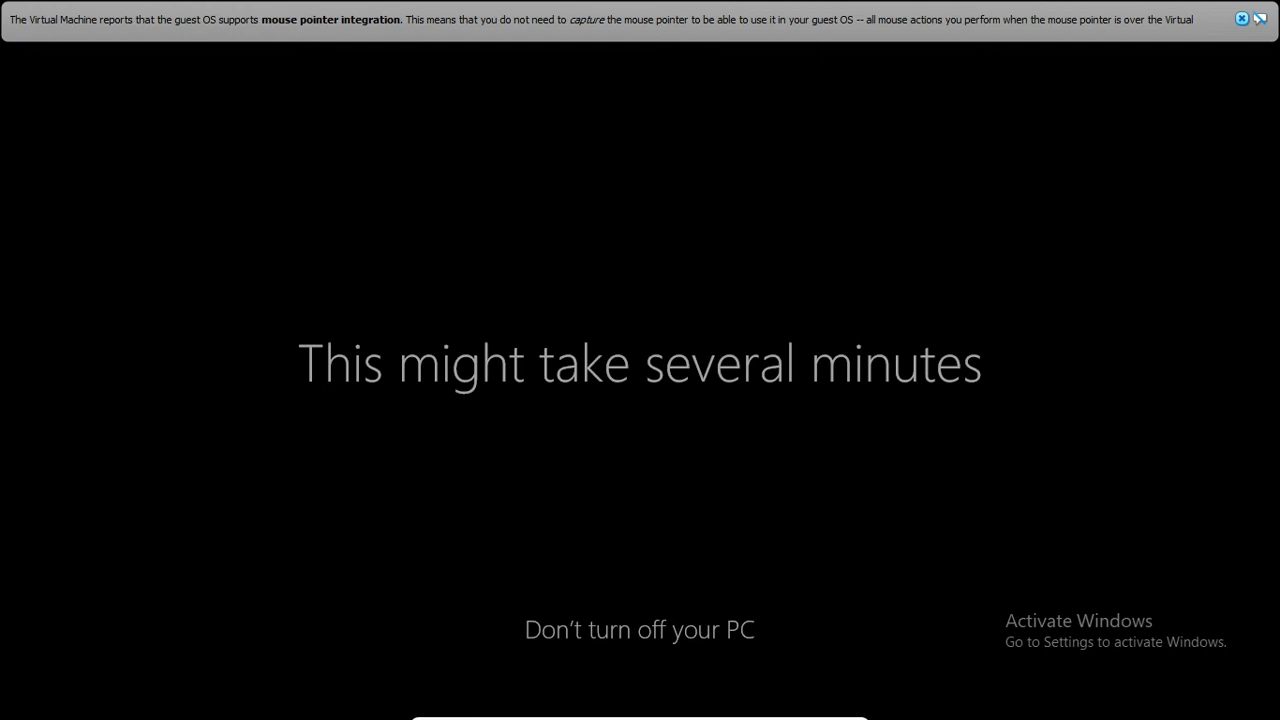 The Virtual Machine reports that the guest OS supports mouse pointer integration. This means that you do not need to capture the mouse pointer to be able to use it in your guest OS -- all mouse actions you perform when the mouse pointer is over the Virtual
This might take several minutes
Don't turn off your PC
Activate Windows
Go to Settings to activate Windows.